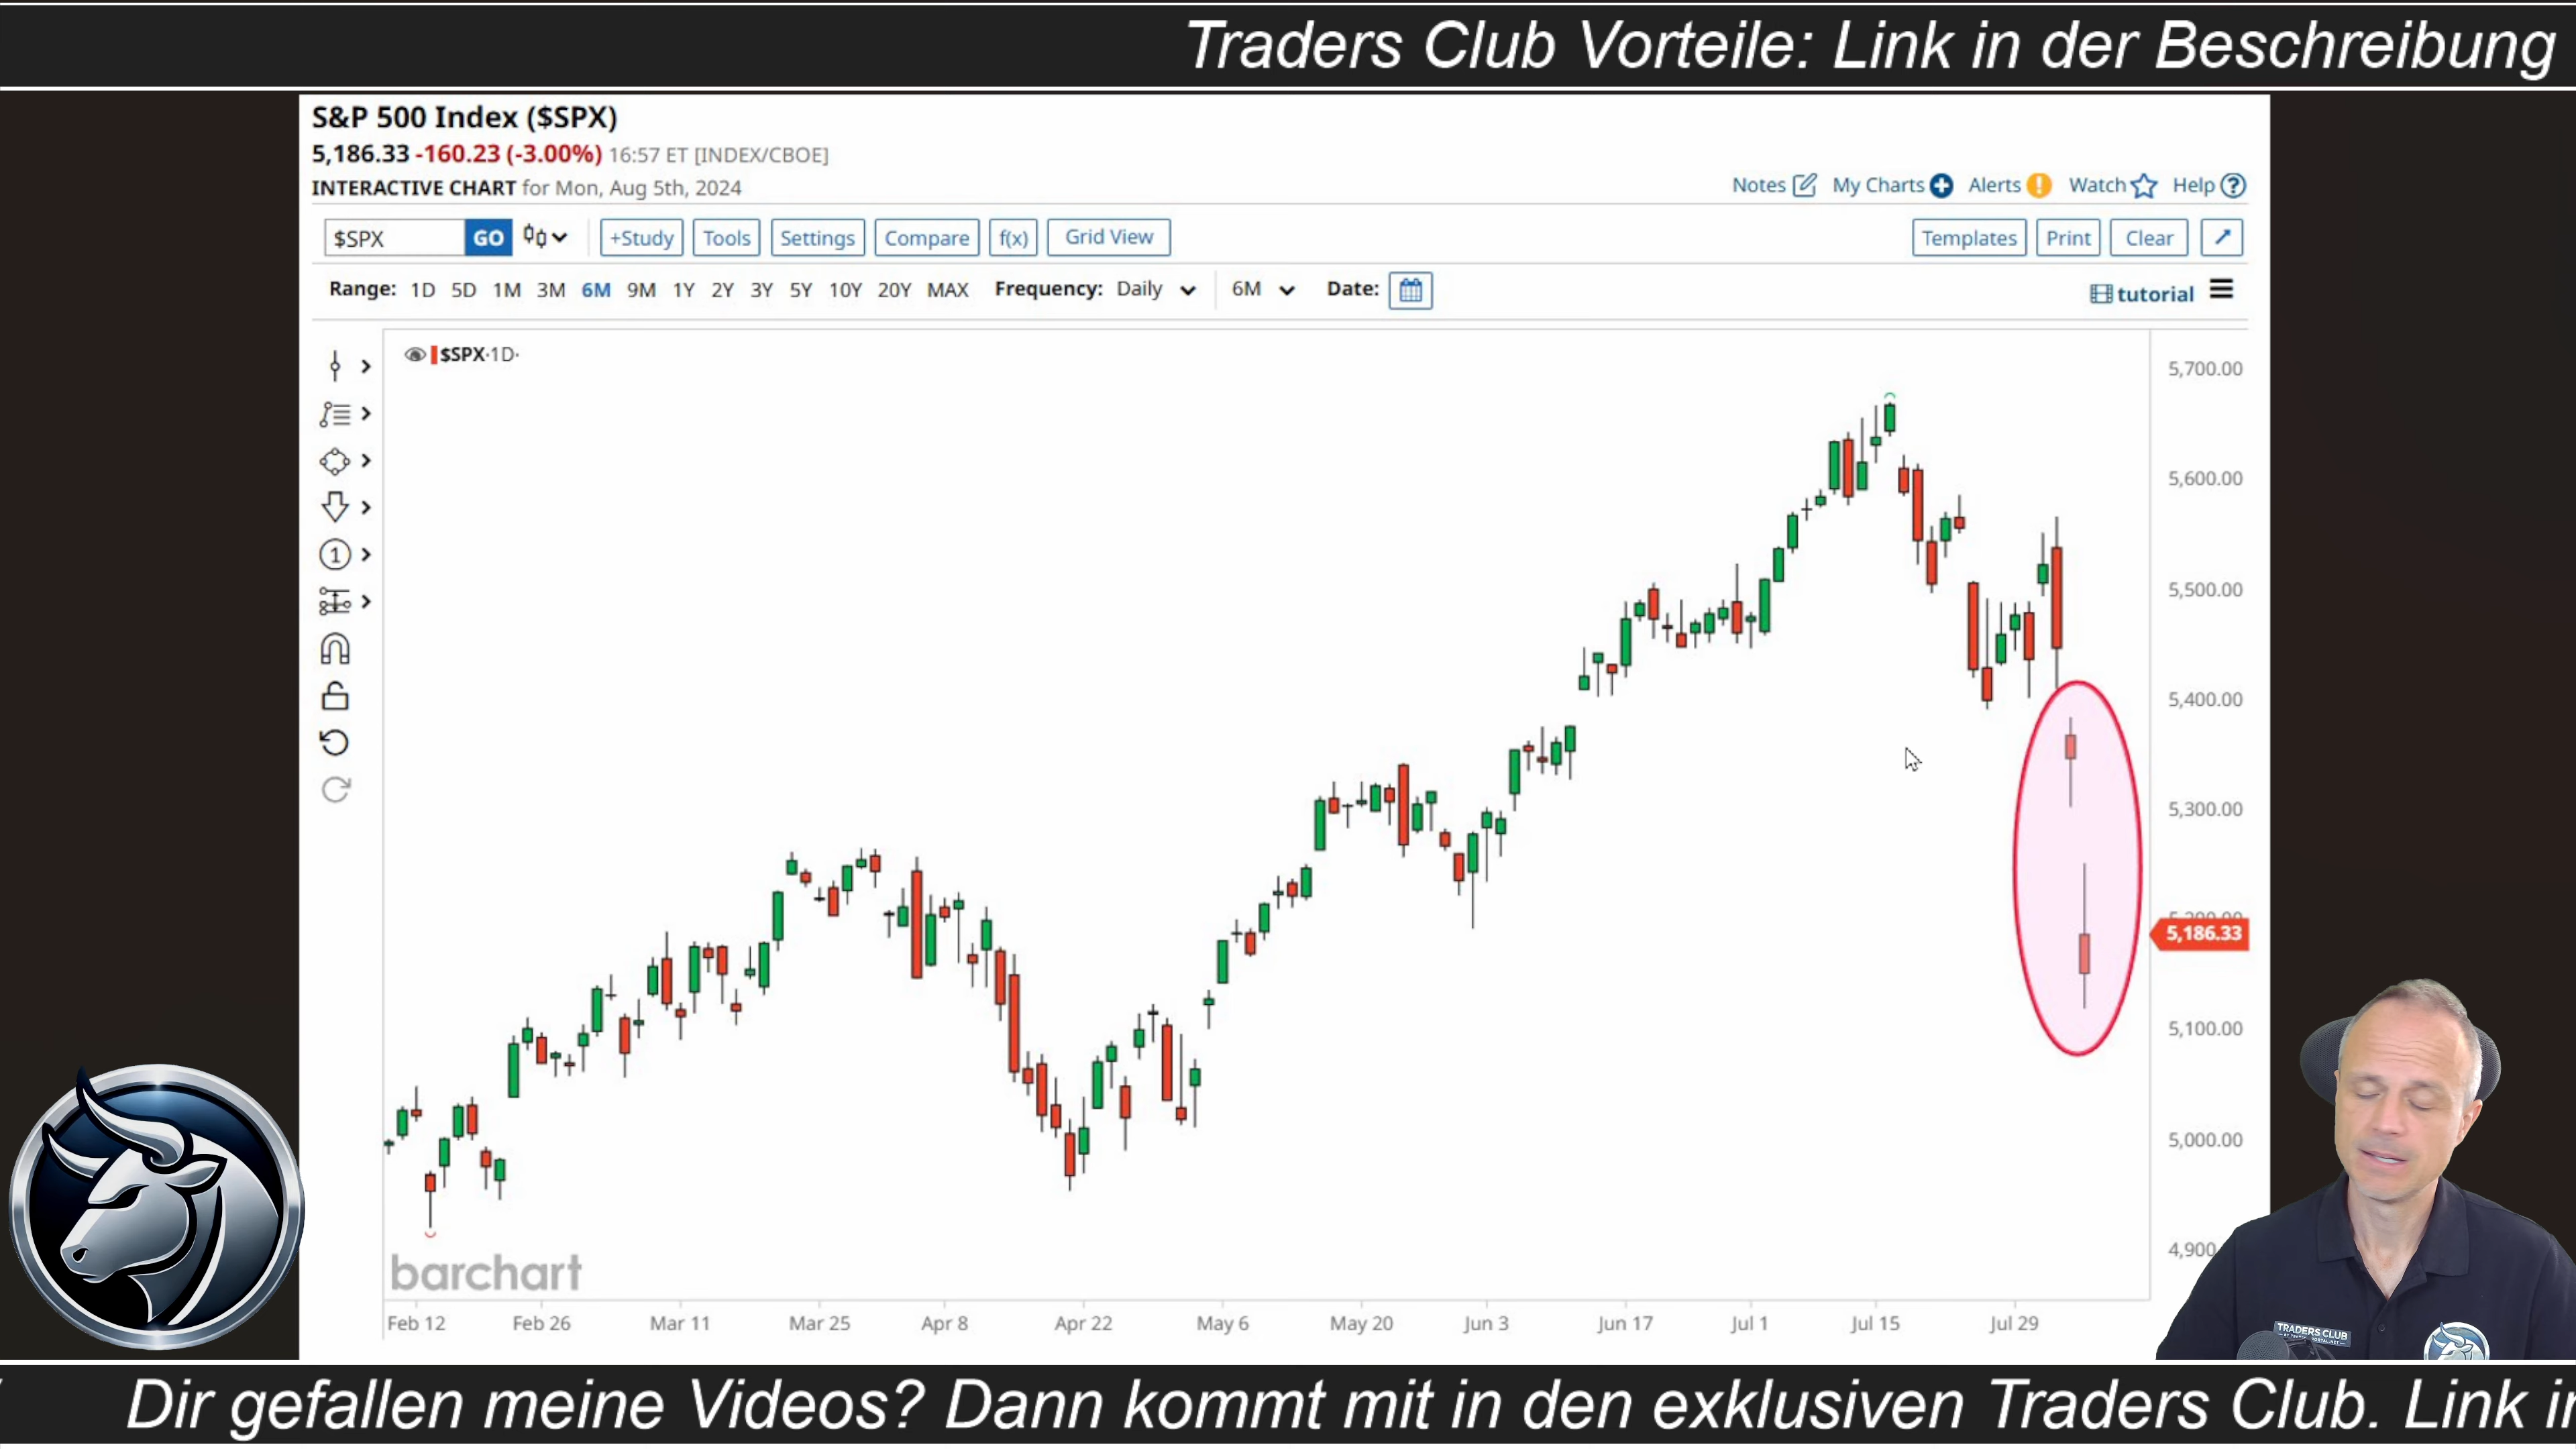 Traders Club Vorteile: Link in der Beschreibung
S&P 500 Index ($SPX)
5,186.33 -160.23 (-3.00%) 16:57 ET [INDEX/CBOE]
INTERACTIVE CHART for Mon, Aug 5th, 2024
Notes My Charts Alerts Watch Help
$SPX GO +Study Tools Settings Compare f(x) Grid View Templates Print Clear
Range: 1D 5D 1M 3M 6M 9M 1Y 2Y 3Y 5Y 10Y 20Y MAX Frequency: Daily 6M Date: tutorial
$SPX·1D·
5,700.00
5,600.00
5,500.00
5,400.00
5,300.00
5,186.33
5,100.00
5,000.00
4,900
1
barchart
Feb 12 Feb 26 Mar 11 Mar 25 Apr 8 Apr 22 May 6 May 20 Jun 3 Jun 17 Jul 1 Jul 15 Jul 29
TRADERS CLUB
Dir gefallen meine Videos? Dann kommt mit in den exklusiven Traders Club. Link in